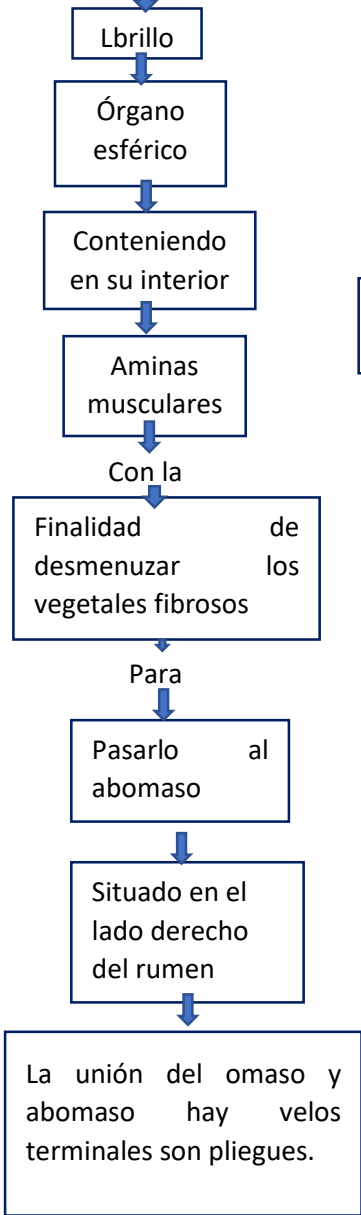 Lbrillo
Órgano
esférico
Conteniendo
en su interior
Aminas
musculares
Con la
Finalidad de
desmenuzar los
vegetales fibrosos
Para
Pasarlo al
abomaso
Situado en el
lado derecho
del rumen
La unión del omaso y
abomaso hay velos
terminales son pliegues.